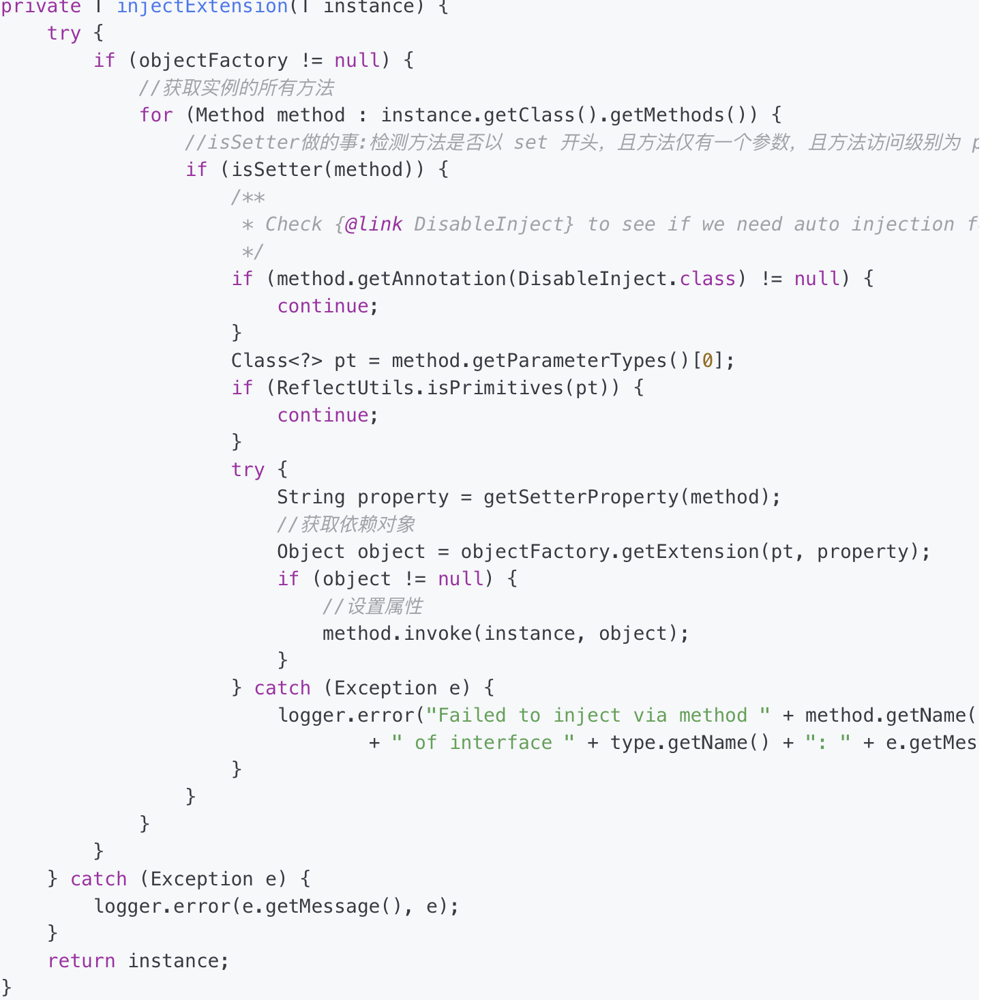 private T injectExtension(T instance) {
    try {
        if (objectFactory != null) {
            //获取实例的所有方法
            for (Method method : instance.getClass().getMethods()) {
                //isSetter做的事:检测方法是否以 set 开头，且方法仅有一个参数，且方法访问级别为 p
                if (isSetter(method)) {
                    /**
                     * Check {@link DisableInject} to see if we need auto injection f
                     */
                    if (method.getAnnotation(DisableInject.class) != null) {
                        continue;
                    }
                    Class<?> pt = method.getParameterTypes()[0];
                    if (ReflectUtils.isPrimitives(pt)) {
                        continue;
                    }
                    try {
                        String property = getSetterProperty(method);
                        //获取依赖对象
                        Object object = objectFactory.getExtension(pt, property);
                        if (object != null) {
                            //设置属性
                            method.invoke(instance, object);
                        }
                    } catch (Exception e) {
                        logger.error("Failed to inject via method " + method.getName(
                                + " of interface " + type.getName() + ": " + e.getMes
                    }
                }
            }
        }
    } catch (Exception e) {
        logger.error(e.getMessage(), e);
    }
    return instance;
}